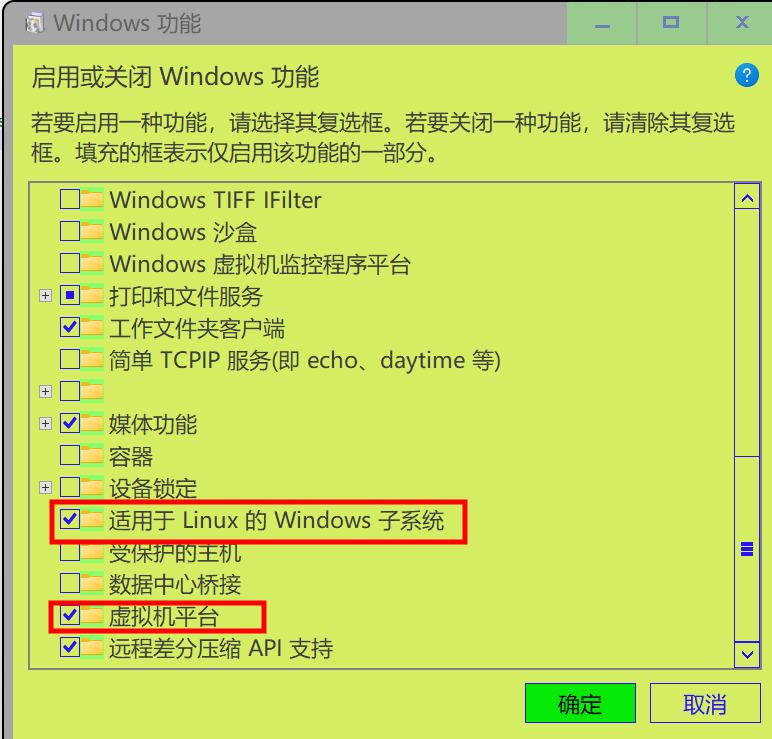 Windows 功能
启用或关闭 Windows 功能
?
若要启用一种功能，请选择其复选框。若要关闭一种功能，请清除其复选
框。填充的框表示仅启用该功能的一部分。
Windows TIFF IFilter
Windows 沙盒
Windows 虚拟机监控程序平台
打印和文件服务
工作文件夹客户端
简单 TCPIP 服务(即 echo、daytime 等)
媒体功能
容器
设备锁定
适用于 Linux 的 Windows 子系统
受保护的主机
数据中心桥接
虚拟机平台
远程差分压缩 API 支持
确定
取消